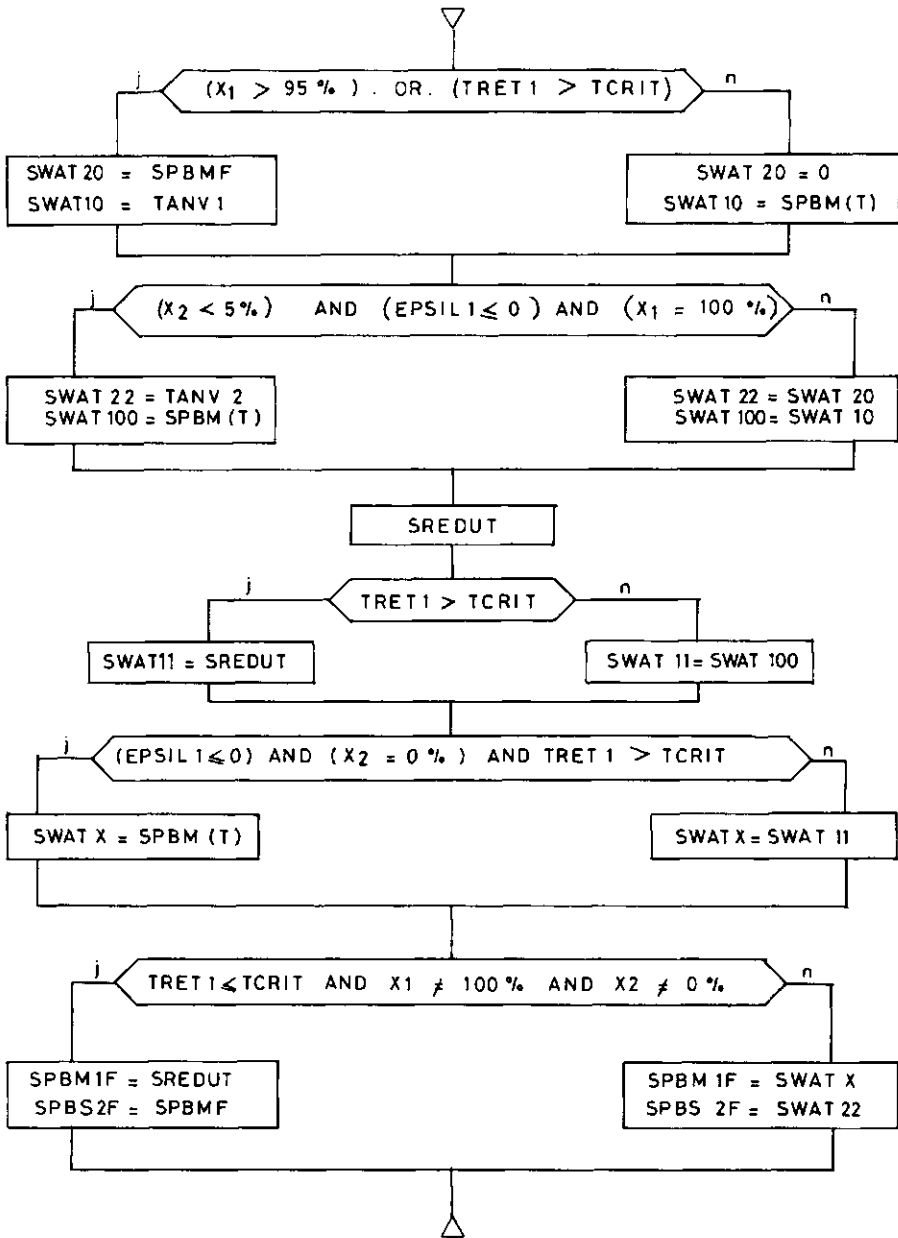 j
(X1 > 95 % ) . OR. (TRET 1 > TCRIT)
n
SWAT 20 = SPBMF
SWAT10 = TANV 1
SWAT 20 = 0
SWAT 10 = SPBM(T)
j
(X2 < 5%) AND (EPSIL 1 ≤ 0 ) AND (X1 = 100 %)
n
SWAT 22 = TANV 2
SWAT 100 = SPBM (T)
SWAT 22 = SWAT 20
SWAT 100= SWAT 10
SREDUT
j
TRET 1 > TCRIT
n
SWAT11 = SREDUT
SWAT 11= SWAT 100
j
(EPSIL 1 ≤ 0) AND (X2 = 0 % ) AND TRET 1 > TCRIT
n
SWAT X = SPBM (T)
SWAT X= SWAT 11
j
TRET 1 ≤ TCRIT AND X1 ≠ 100 % AND X2 ≠ 0 %
n
SPBM 1F = SREDUT
SPBS 2F = SPBMF
SPBM 1F = SWAT X
SPBS 2F = SWAT 22